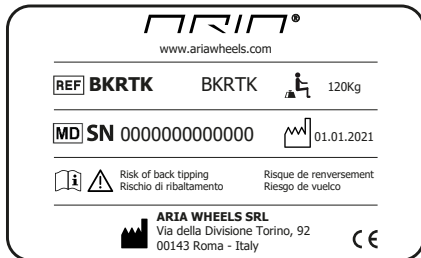 ARIA®
www.ariawheels.com
REF BKRTK BKRTK 120Kg
MD SN 0000000000000 01.01.2021
Risk of back tipping Risque de renversement
Rischio di ribaltamento Riesgo de vuelco
ARIA WHEELS SRL
Via della Divisione Torino, 92
00143 Roma - Italy CE